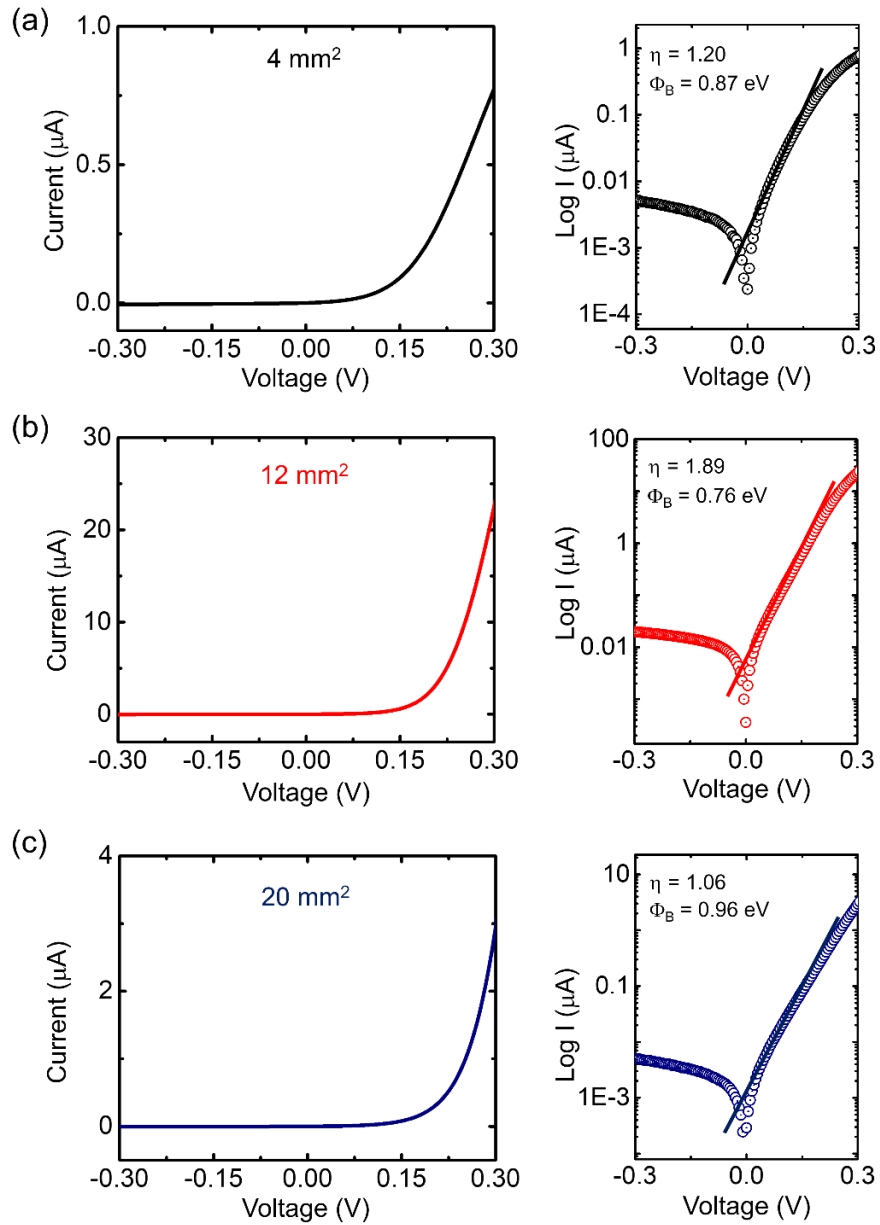 (a)
4 mm²
Current (μA)
1.0
0.5
0.0
-0.30 -0.15 0.00 0.15 0.30
Voltage (V)
η = 1.20
Φ_B = 0.87 eV
Log I (μA)
1
0.1
0.01
1E-3
1E-4
-0.3 0.0 0.3
Voltage (V)
(b)
12 mm²
Current (μA)
30
20
10
0
-0.30 -0.15 0.00 0.15 0.30
Voltage (V)
η = 1.89
Φ_B = 0.76 eV
Log I (μA)
100
1
0.01
-0.3 0.0 0.3
Voltage (V)
(c)
20 mm²
Current (μA)
4
2
0
-0.30 -0.15 0.00 0.15 0.30
Voltage (V)
η = 1.06
Φ_B = 0.96 eV
Log I (μA)
10
0.1
1E-3
-0.3 0.0 0.3
Voltage (V)